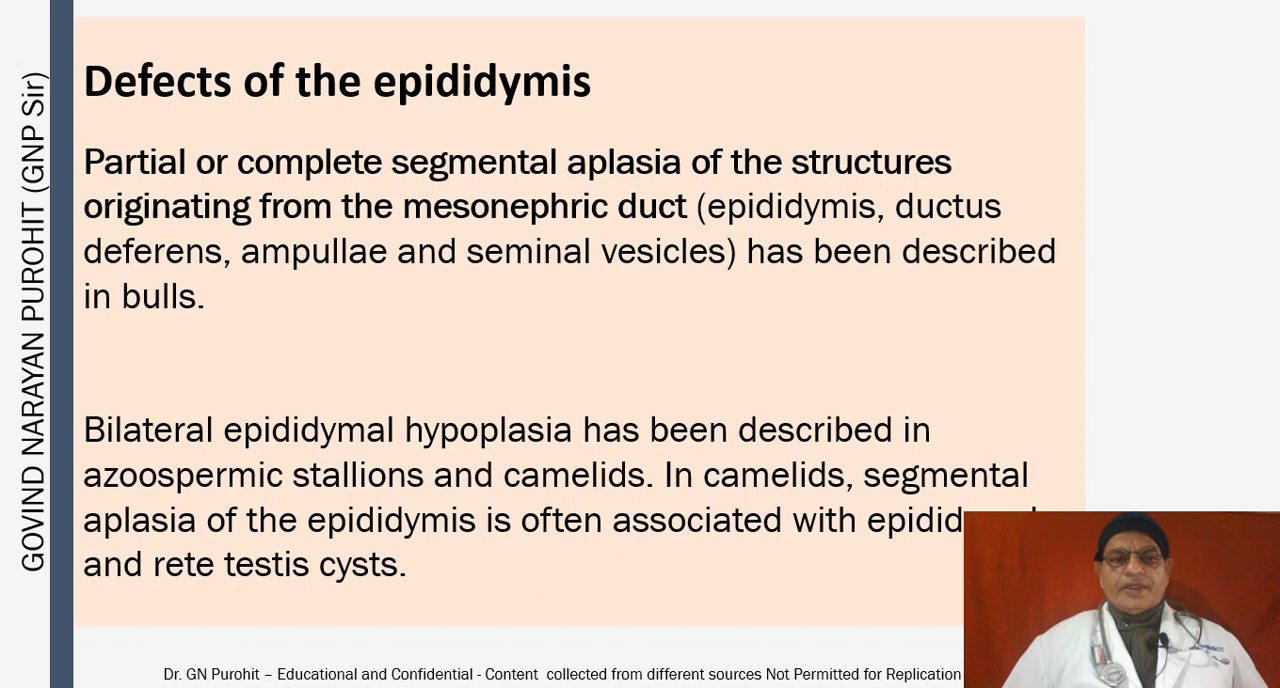 GOVIND NARAYAN PUROHIT (GNP Sir)
Defects of the epididymis
Partial or complete segmental aplasia of the structures
originating from the mesonephric duct (epididymis, ductus
deferens, ampullae and seminal vesicles) has been described
in bulls.
Bilateral epididymal hypoplasia has been described in
azoospermic stallions and camelids. In camelids, segmental
aplasia of the epididymis is often associated with
and rete testis cysts.
Dr. GN Purohit – Educational and Confidential - Content collected from different sources Not Permitted for Replication